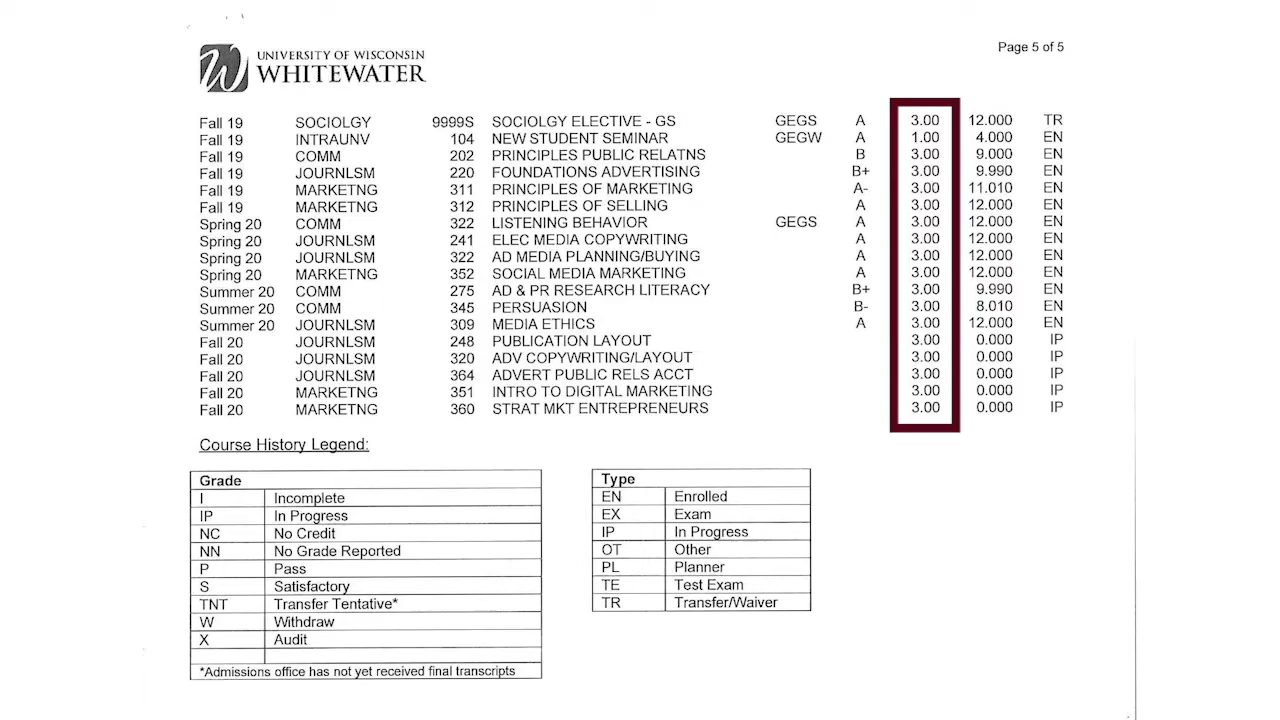 UNIVERSITY OF WISCONSIN
WHITEWATER
Page 5 of 5
Fall 19 SOCIOLGY 9999S SOCIOLGY ELECTIVE - GS GEGS A 3.00 12.000 TR
Fall 19 INTRAUNV 104 NEW STUDENT SEMINAR GEGW A 1.00 4.000 EN
Fall 19 COMM 202 PRINCIPLES PUBLIC RELATNS B 3.00 9.000 EN
Fall 19 JOURNLSM 220 FOUNDATIONS ADVERTISING B+ 3.00 9.990 EN
Fall 19 MARKETNG 311 PRINCIPLES OF MARKETING A- 3.00 11.010 EN
Fall 19 MARKETNG 312 PRINCIPLES OF SELLING A 3.00 12.000 EN
Spring 20 COMM 322 LISTENING BEHAVIOR GEGS A 3.00 12.000 EN
Spring 20 JOURNLSM 241 ELEC MEDIA COPYWRITING A 3.00 12.000 EN
Spring 20 JOURNLSM 322 AD MEDIA PLANNING/BUYING A 3.00 12.000 EN
Spring 20 MARKETNG 352 SOCIAL MEDIA MARKETING A 3.00 12.000 EN
Summer 20 COMM 275 AD & PR RESEARCH LITERACY B+ 3.00 9.990 EN
Summer 20 COMM 345 PERSUASION B- 3.00 8.010 EN
Summer 20 JOURNLSM 309 MEDIA ETHICS A 3.00 12.000 EN
Fall 20 JOURNLSM 248 PUBLICATION LAYOUT 3.00 0.000 IP
Fall 20 JOURNLSM 320 ADV COPYWRITING/LAYOUT 3.00 0.000 IP
Fall 20 JOURNLSM 364 ADVERT PUBLIC RELS ACCT 3.00 0.000 IP
Fall 20 MARKETNG 351 INTRO TO DIGITAL MARKETING 3.00 0.000 IP
Fall 20 MARKETNG 360 STRAT MKT ENTREPRENEURS 3.00 0.000 IP
Course History Legend:
Grade
I Incomplete
IP In Progress
NC No Credit
NN No Grade Reported
P Pass
S Satisfactory
TNT Transfer Tentative*
W Withdraw
X Audit
*Admissions office has not yet received final transcripts
Type
EN Enrolled
EX Exam
IP In Progress
OT Other
PL Planner
TE Test Exam
TR Transfer/Waiver